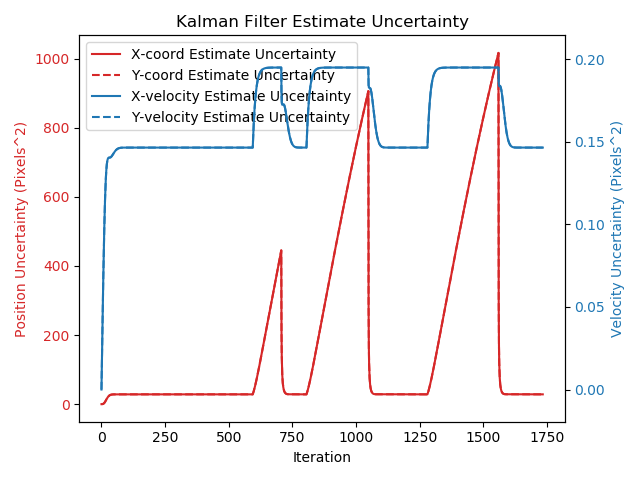 Kalman Filter Estimate Uncertainty
X-coord Estimate Uncertainty
Y-coord Estimate Uncertainty
X-velocity Estimate Uncertainty
Y-velocity Estimate Uncertainty
Position Uncertainty (Pixels^2)
1000
800
600
400
200
0
Velocity Uncertainty (Pixels^2)
0.20
0.15
0.10
0.05
0.00
0 250 500 750 1000 1250 1500 1750
Iteration